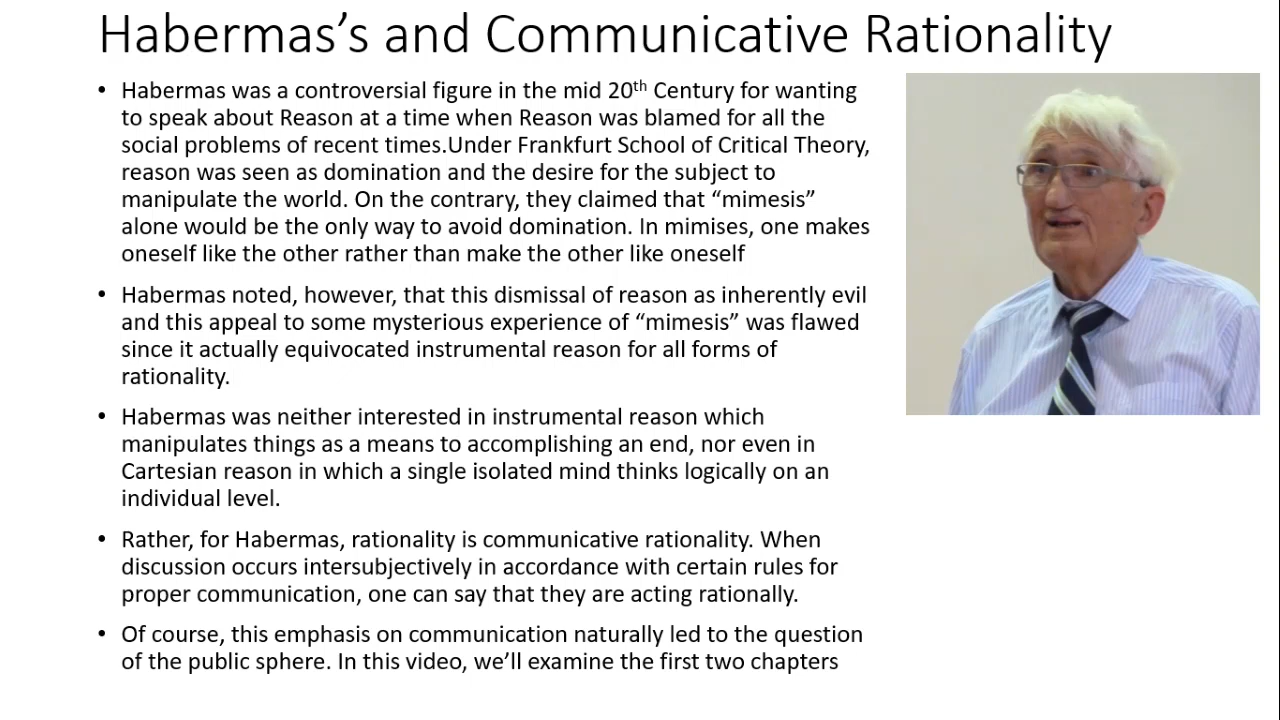 Habermas’s and Communicative Rationality
• Habermas was a controversial figure in the mid 20th Century for wanting
to speak about Reason at a time when Reason was blamed for all the
social problems of recent times.Under Frankfurt School of Critical Theory,
reason was seen as domination and the desire for the subject to
manipulate the world. On the contrary, they claimed that “mimesis”
alone would be the only way to avoid domination. In mimises, one makes
oneself like the other rather than make the other like oneself
• Habermas noted, however, that this dismissal of reason as inherently evil
and this appeal to some mysterious experience of “mimesis” was flawed
since it actually equivocated instrumental reason for all forms of
rationality.
• Habermas was neither interested in instrumental reason which
manipulates things as a means to accomplishing an end, nor even in
Cartesian reason in which a single isolated mind thinks logically on an
individual level.
• Rather, for Habermas, rationality is communicative rationality. When
discussion occurs intersubjectively in accordance with certain rules for
proper communication, one can say that they are acting rationally.
• Of course, this emphasis on communication naturally led to the question
of the public sphere. In this video, we’ll examine the first two chapters